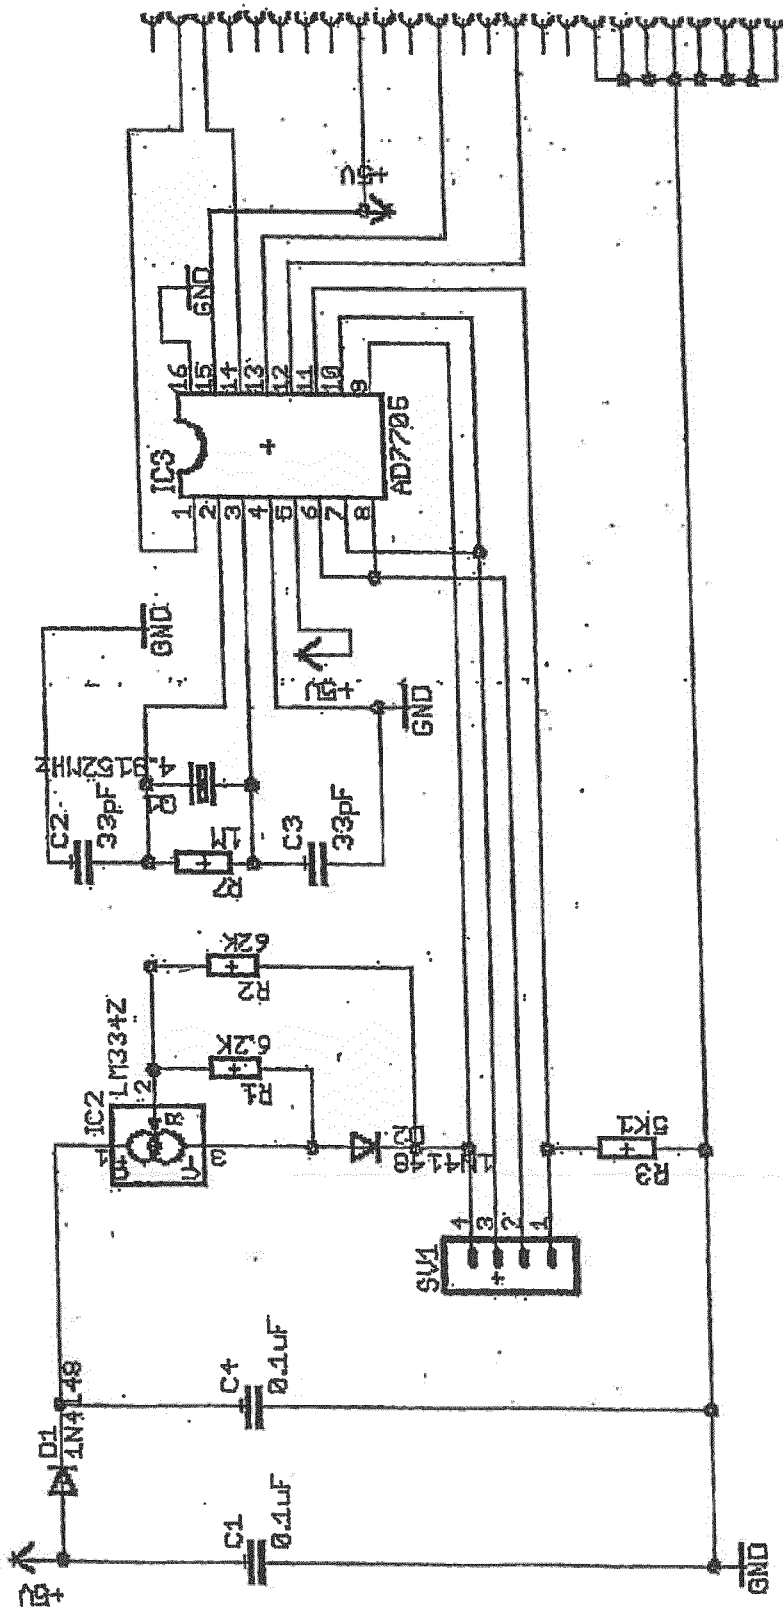 +5V
GND
16
15
14
13
12
11
10
9
IC3
AD7705
1
2
3
4
5
6
7
8
GND
+5V
GND
4.9152MHz
Q1
C2
33pF
1M
R7
C3
33pF
62K
R2
6.2K
R1
IC2
LM334Z
1
2
3
R
V+
V-
D2
1N4148
5K1
R3
SV1
4
3
2
1
C4
0.1uF
D1
1N4148
C1
0.1uF
+5V
GND